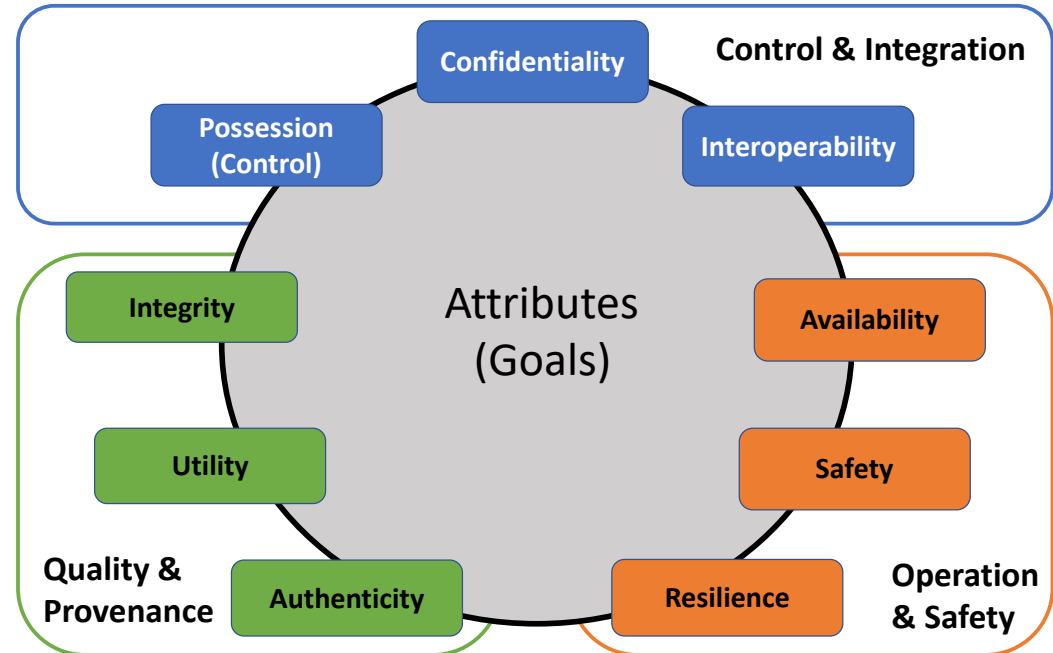 Control & Integration
Confidentiality
Possession
(Control)
Interoperability
Attributes
(Goals)
Integrity
Utility
Authenticity
Quality &
Provenance
Availability
Safety
Resilience
Operation
& Safety